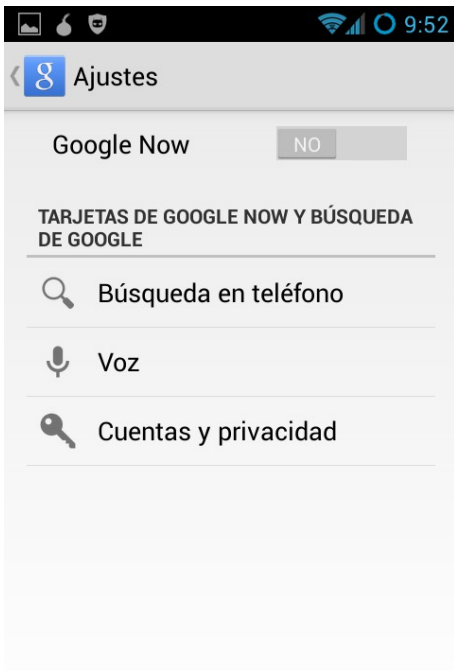 9:52
g Ajustes
Google Now NO
TARJETAS DE GOOGLE NOW Y BÚSQUEDA
DE GOOGLE
Búsqueda en teléfono
Voz
Cuentas y privacidad